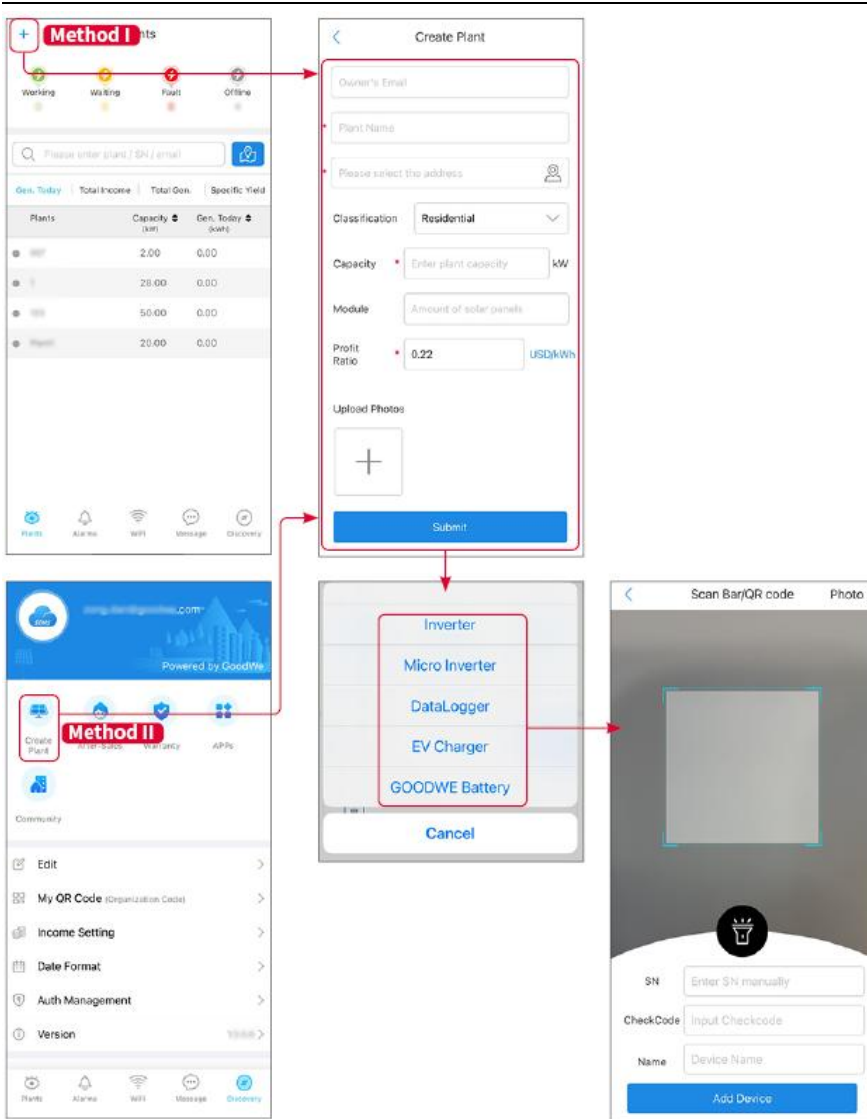 + Method I nts
Working Waiting Fault Offline
Please enter plant / SN / email
Gen. Today Total Income Total Gen. Specific Yield
Plants Capacity (kW) Gen. Today (kWh)
2.00 0.00
28.00 0.00
50.00 0.00
20.00 0.00
Plants Alarms WiFi Message Discovery
Create Plant
Owner's Email
* Plant Name
* Please select the address
Classification Residential
Capacity * Enter plant capacity kW
Module Amount of solar panels
Profit Ratio * 0.22 USD/kWh
Upload Photos
Submit
SEMS
.com
Powered by GoodWe
Create Plant Method II After-Sales Warranty APPs
Community
Edit
My QR Code (Organization Code)
Income Setting
Date Format
Auth Management
Version
Plants Alarms WiFi Message Discovery
Inverter
Micro Inverter
DataLogger
EV Charger
GOODWE Battery
Cancel
Scan Bar/QR code Photo
SN Enter SN manually
CheckCode Input Checkcode
Name Device Name
Add Device